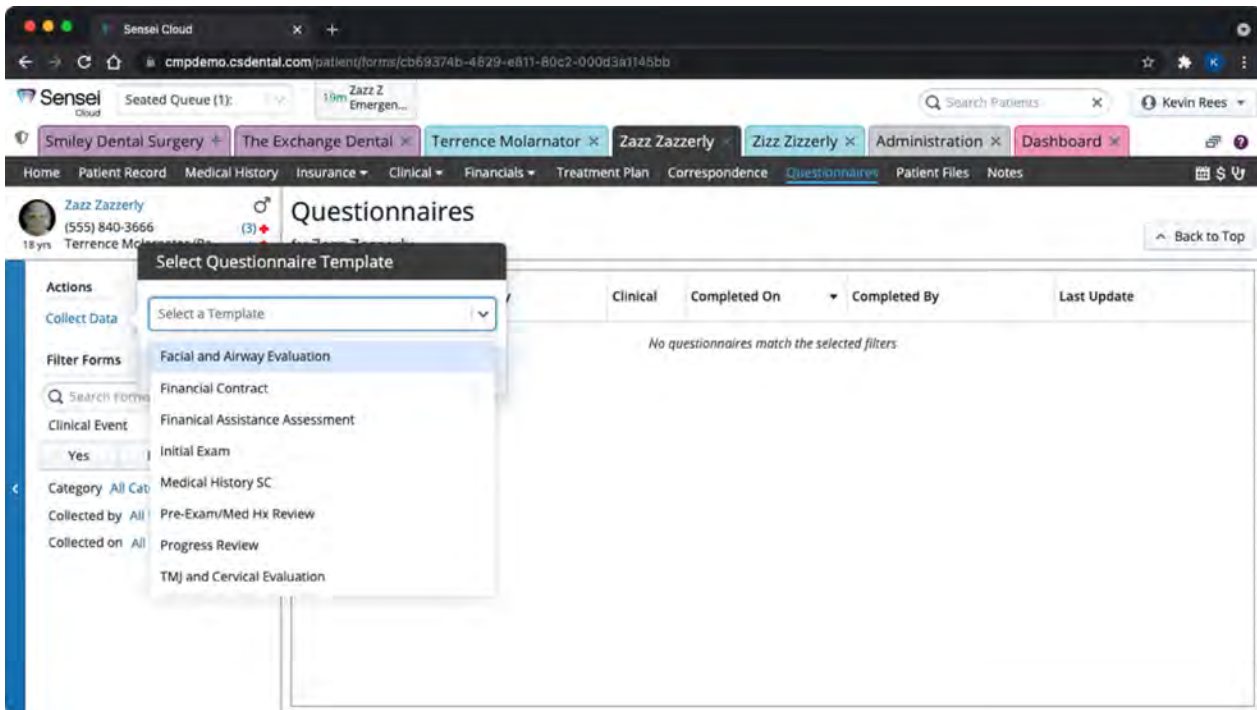 Sensei Cloud × +
cmpdemo.csdental.com/patient/forms/cb69374b-4829-e811-80c2-000d3a1145bb K
Sensei Cloud Seated Queue (1): 19m Zazz Z Emergen... Search Patients × Kevin Rees
Smiley Dental Surgery + The Exchange Dental × Terrence Molarnator × Zazz Zazzerly × Zizz Zizzerly × Administration × Dashboard ×
Home Patient Record Medical History Insurance Clinical Financials Treatment Plan Correspondence Questionnaires Patient Files Notes
Zazz Zazzerly
(555) 840-3666 (3)
18 yrs Terrence
Questionnaires
Back to Top
Select Questionnaire Template
Actions
Collect Data
Select a Template
Clinical Completed On Completed By Last Update
No questionnaires match the selected filters
Filter Forms
Search
Clinical Event
Yes
Category All
Collected by All
Collected on All
Facial and Airway Evaluation
Financial Contract
Finanical Assistance Assessment
Initial Exam
Medical History SC
Pre-Exam/Med Hx Review
Progress Review
TMJ and Cervical Evaluation